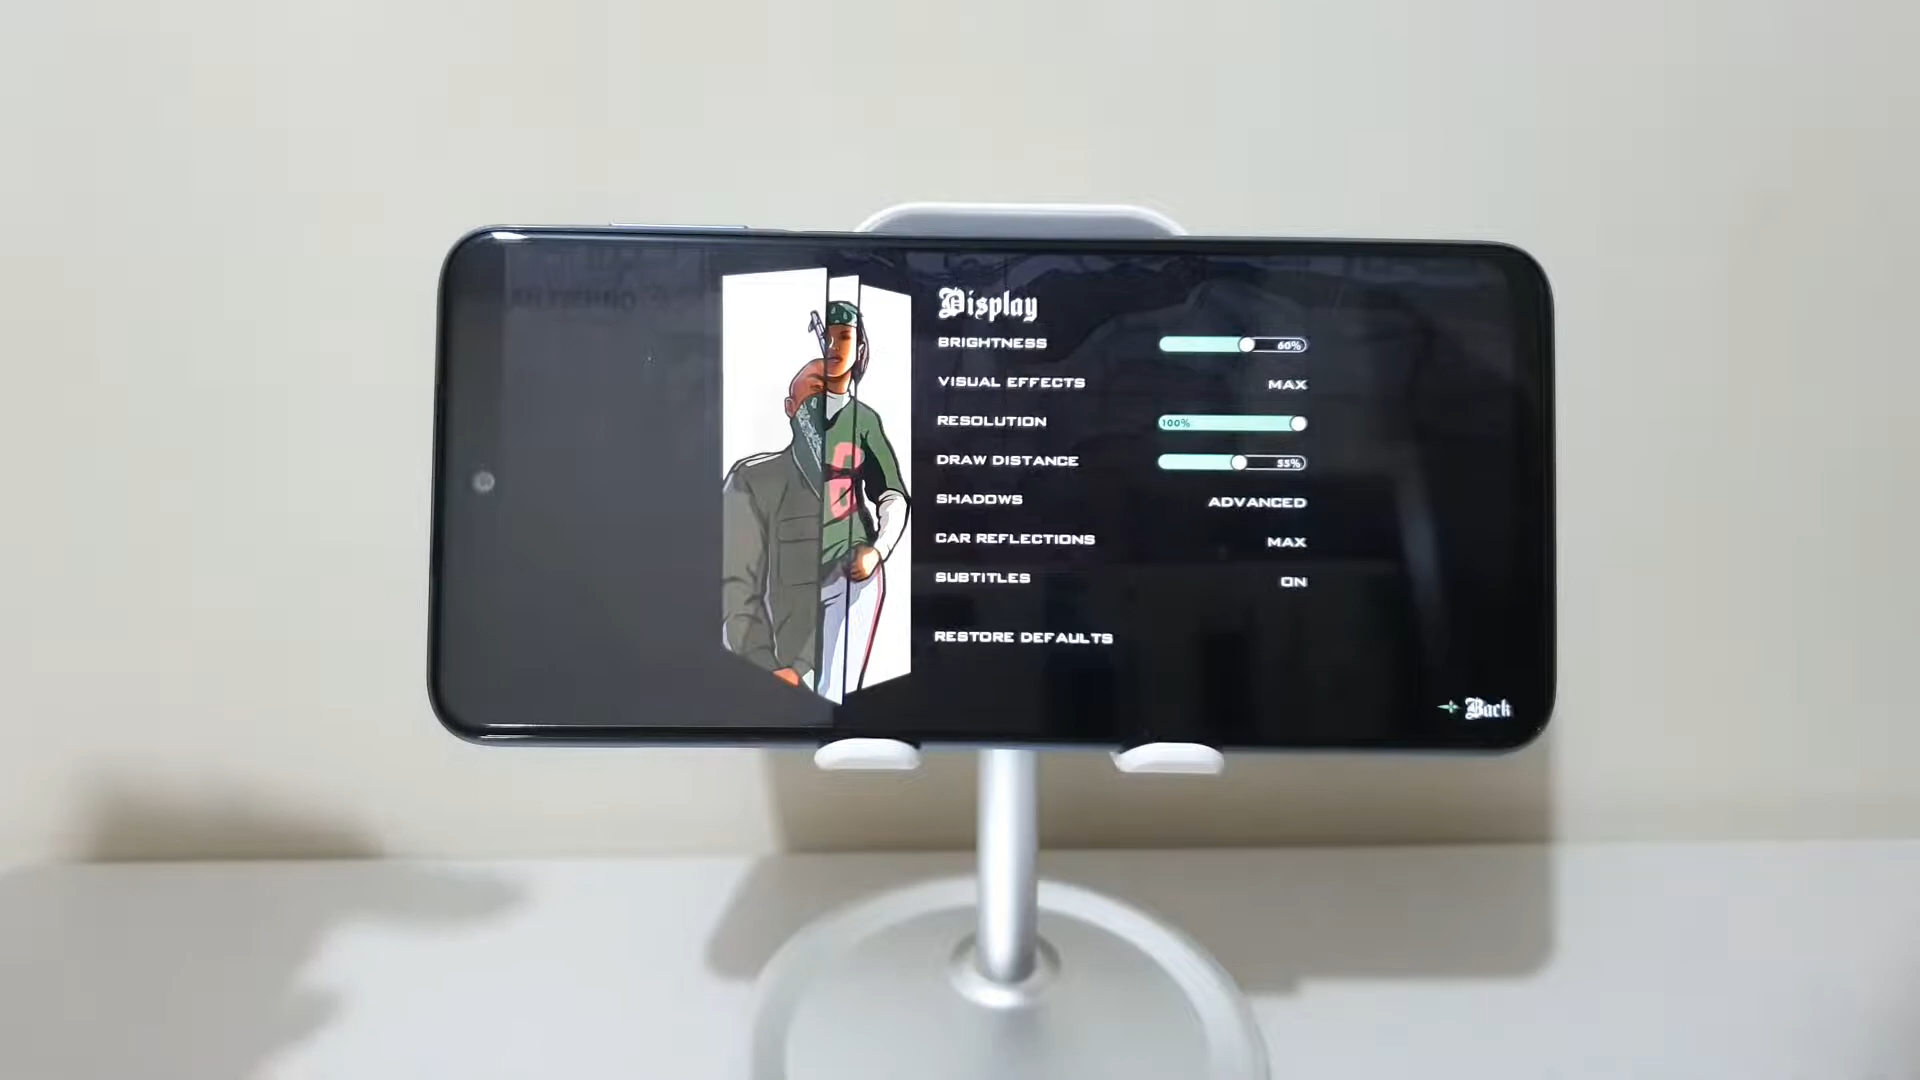 Display
BRIGHTNESS 60%
VISUAL EFFECTS MAX
RESOLUTION 100%
DRAW DISTANCE 55%
SHADOWS ADVANCED
CAR REFLECTIONS MAX
SUBTITLES ON
RESTORE DEFAULTS
Back